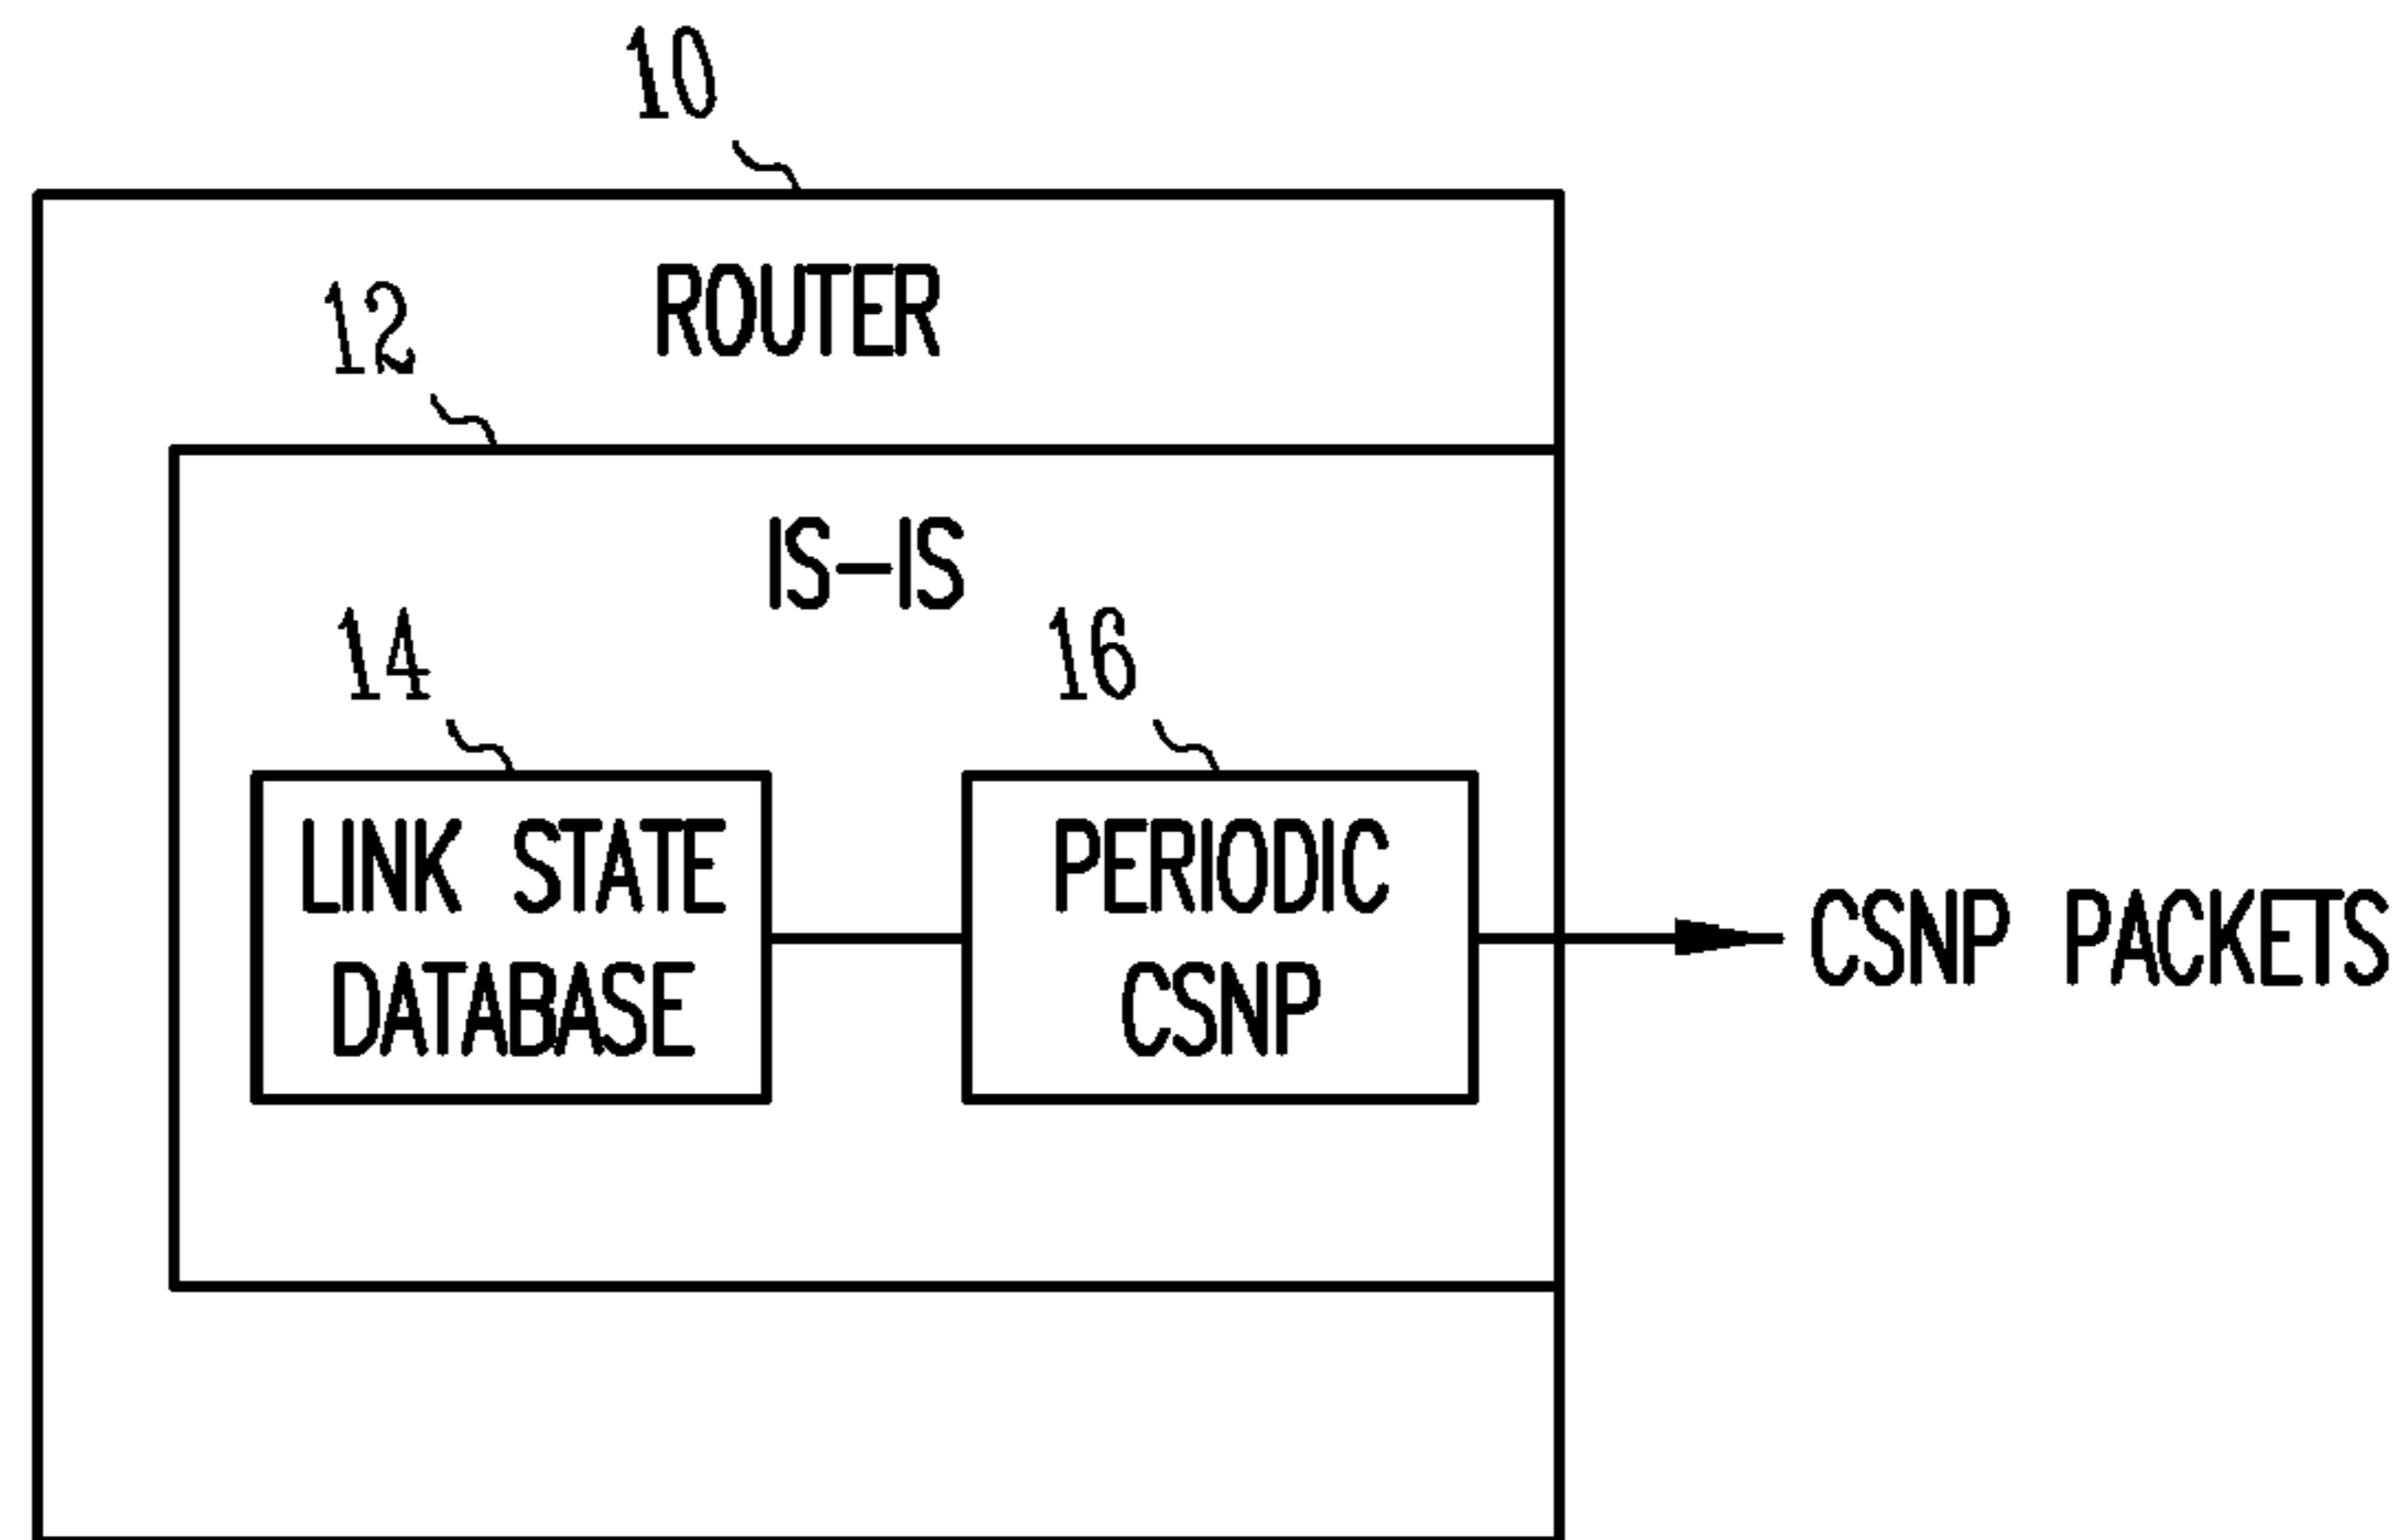 10
ROUTER
12
IS-IS
14
16
LINK STATE
DATABASE
PERIODIC
CSNP
CSNP PACKETS